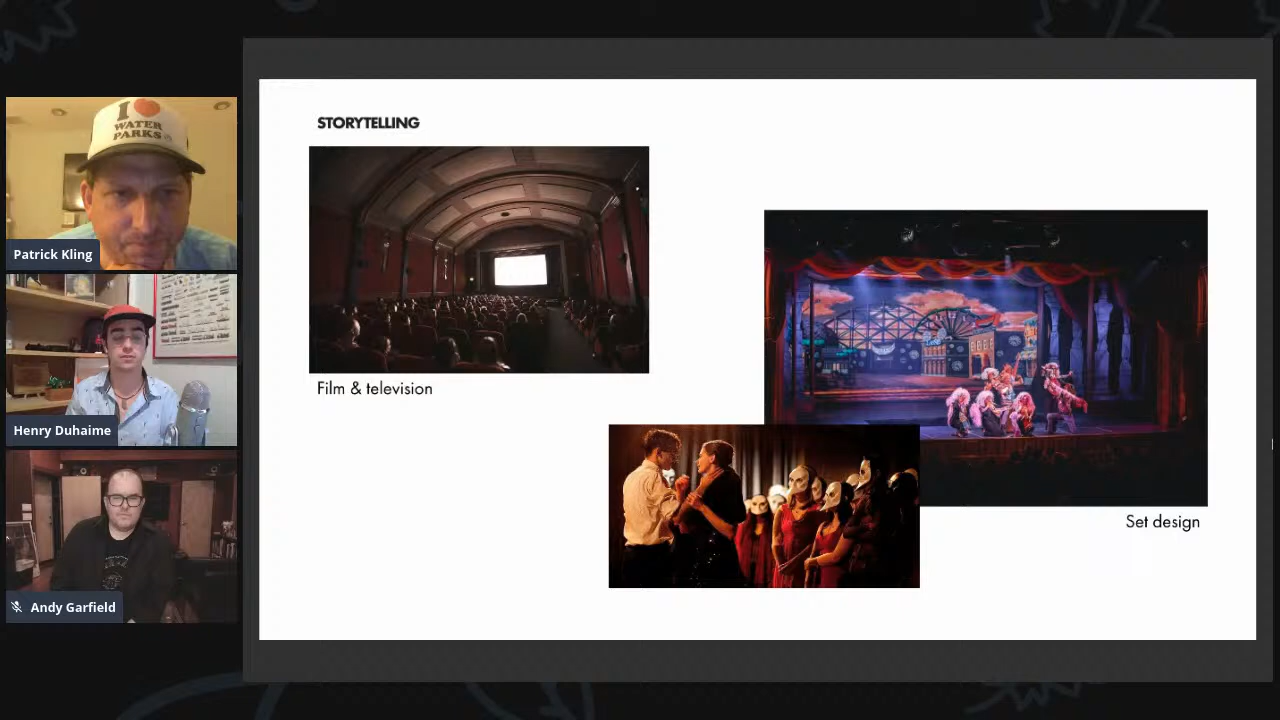 I
WATER
PARKS
Patrick Kling
Henry Duhaime
Andy Garfield
STORYTELLING
Film & television
Set design